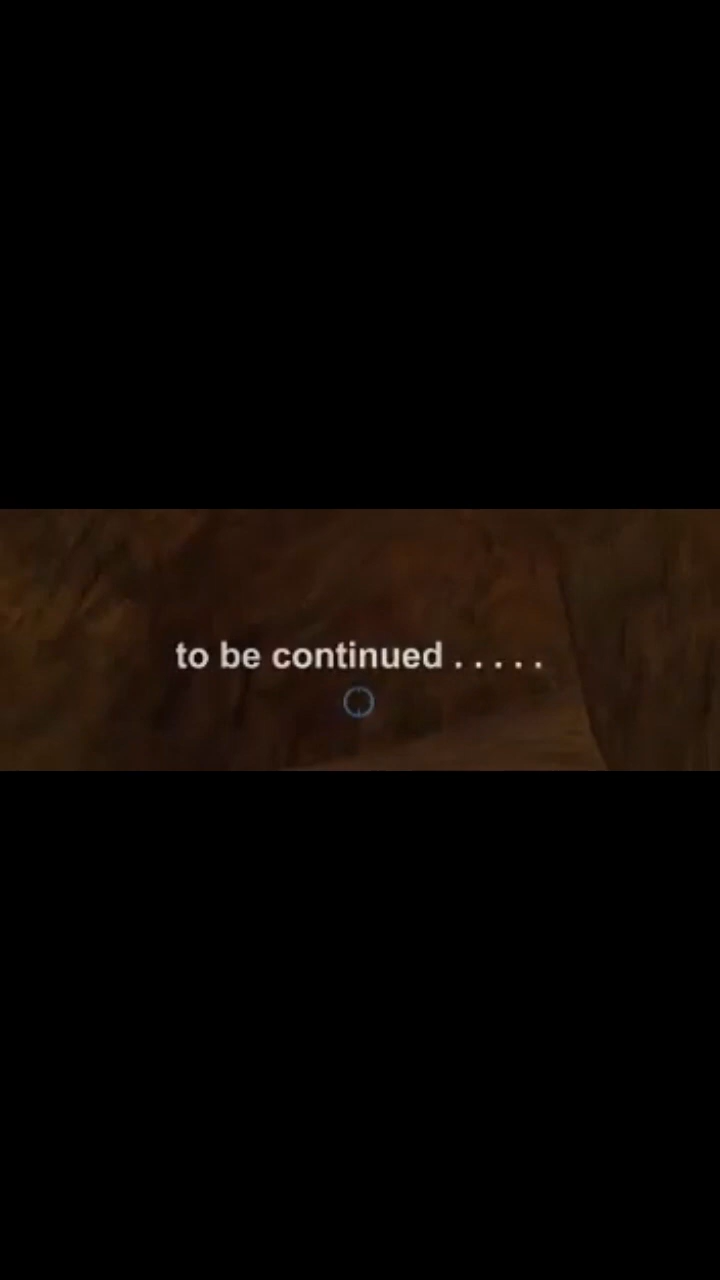 to be continued . . . . .